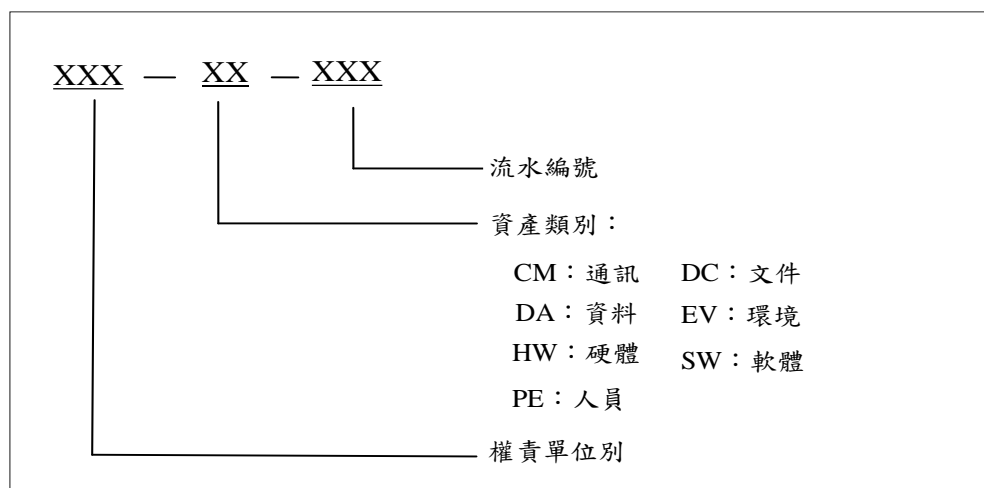 XXX — XX — XXX
流水編號
資產類別：
CM：通訊 DC：文件
DA：資料 EV：環境
HW：硬體 SW：軟體
PE：人員
權責單位別